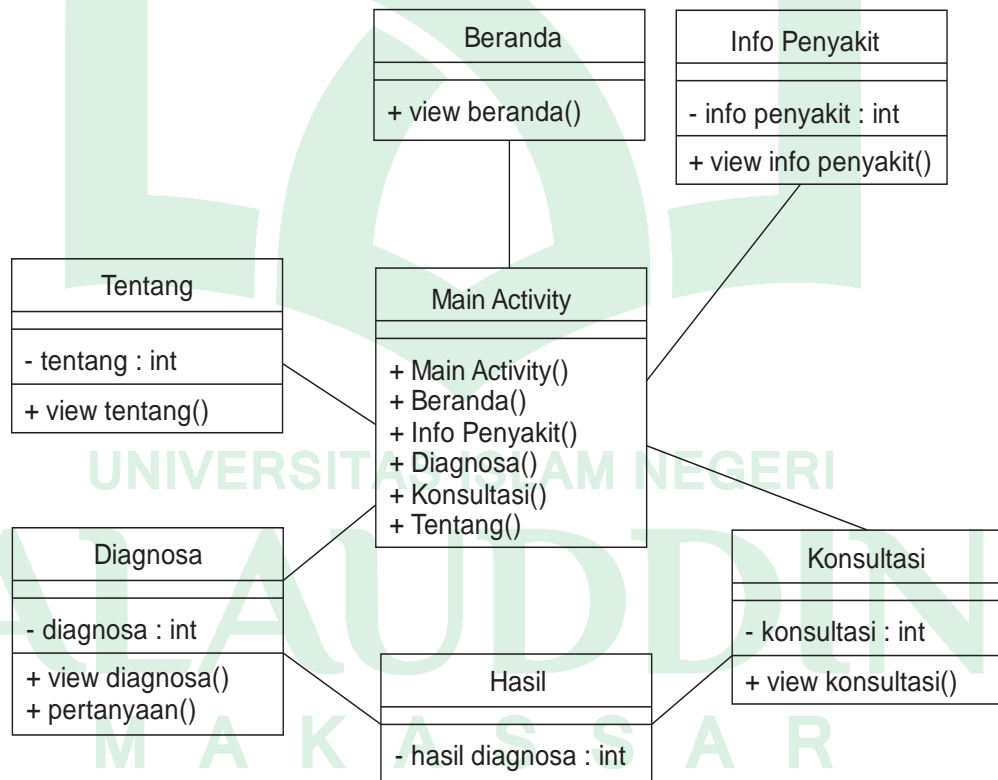 Beranda
+ view beranda()
Info Penyakit
- info penyakit : int
+ view info penyakit()
Tentang
- tentang : int
+ view tentang()
Main Activity
+ Main Activity()
+ Beranda()
+ Info Penyakit()
+ Diagnosa()
+ Konsultasi()
+ Tentang()
UNIVERSITAS ISLAM NEGERI
ALAUDDIN
MAKASSAR
Diagnosa
- diagnosa : int
+ view diagnosa()
+ pertanyaan()
Hasil
- hasil diagnosa : int
Konsultasi
- konsultasi : int
+ view konsultasi()